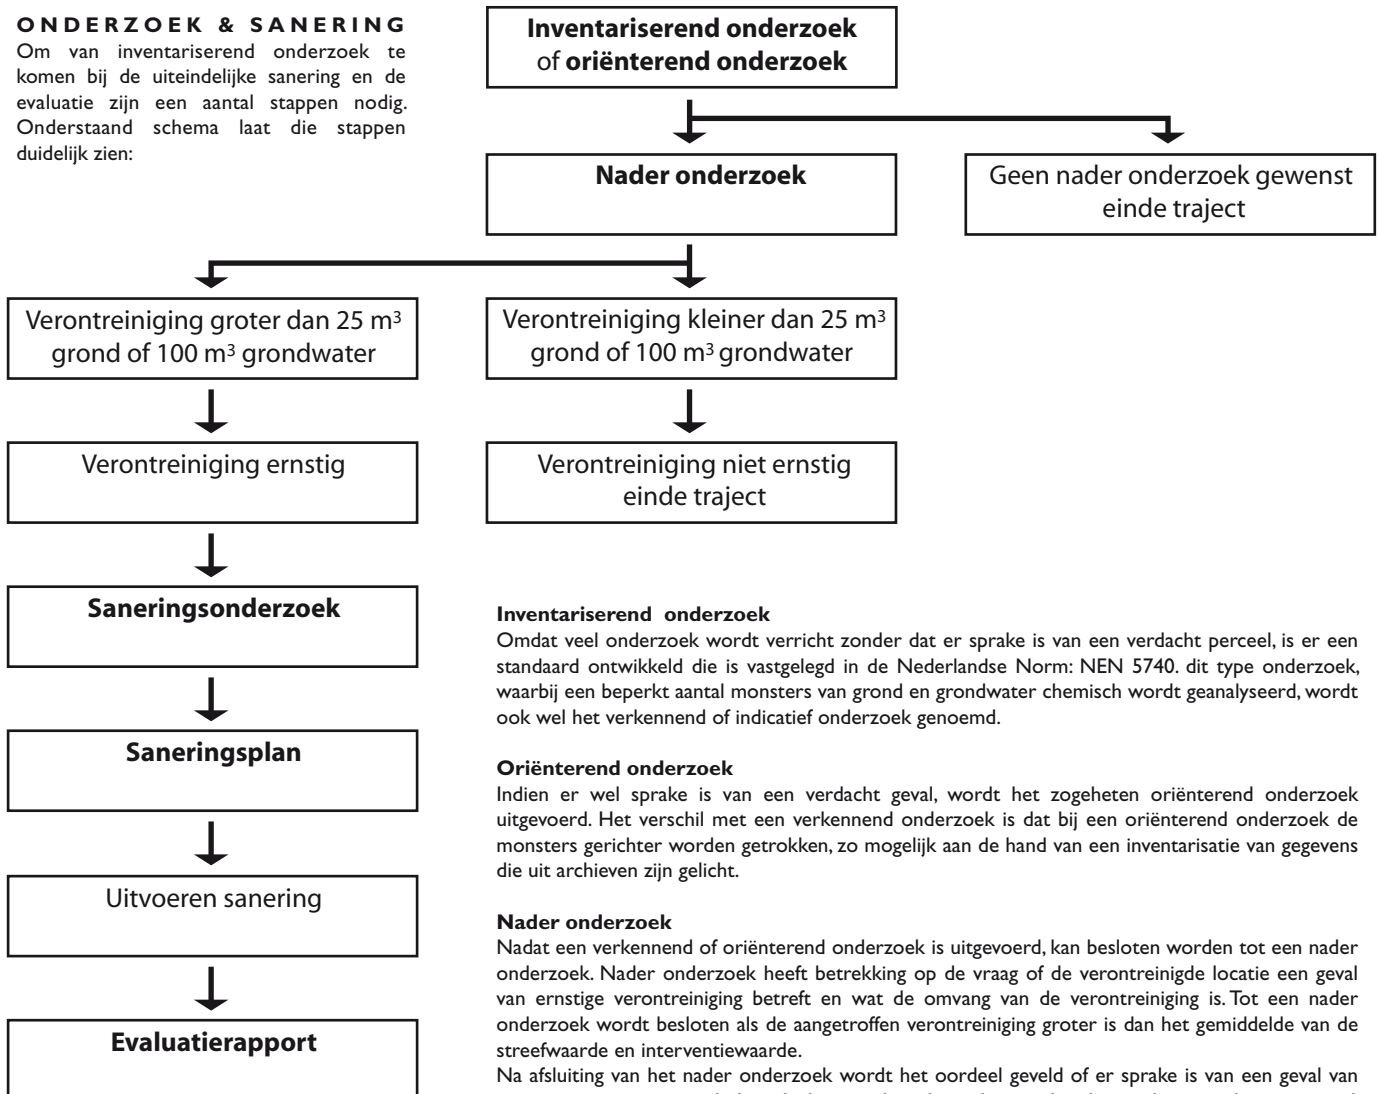 ONDERZOEK & SANERING
Om van inventariserend onderzoek te
komen bij de uiteindelijke sanering en de
evaluatie zijn een aantal stappen nodig.
Onderstaand schema laat die stappen
duidelijk zien:
Inventariserend onderzoek
of oriënterend onderzoek
Nader onderzoek
Geen nader onderzoek gewenst
einde traject
Verontreiniging groter dan 25 m³
grond of 100 m³ grondwater
Verontreiniging kleiner dan 25 m³
grond of 100 m³ grondwater
Verontreiniging ernstig
Verontreiniging niet ernstig
einde traject
Saneringsonderzoek
Saneringsplan
Uitvoeren sanering
Evaluatierapport
Inventariserend onderzoek
Omdat veel onderzoek wordt verricht zonder dat er sprake is van een verdacht perceel, is er een
standaard ontwikkeld die is vastgelegd in de Nederlandse Norm: NEN 5740. dit type onderzoek,
waarbij een beperkt aantal monsters van grond en grondwater chemisch wordt geanalyseerd, wordt
ook wel het verkennend of indicatief onderzoek genoemd.
Oriënterend onderzoek
Indien er wel sprake is van een verdacht geval, wordt het zogeheten oriënterend onderzoek
uitgevoerd. Het verschil met een verkennend onderzoek is dat bij een oriënterend onderzoek de
monsters gerichter worden getrokken, zo mogelijk aan de hand van een inventarisatie van gegevens
die uit archieven zijn gelicht.
Nader onderzoek
Nadat een verkennend of oriënterend onderzoek is uitgevoerd, kan besloten worden tot een nader
onderzoek. Nader onderzoek heeft betrekking op de vraag of de verontreinigde locatie een geval
van ernstige verontreiniging betreft en wat de omvang van de verontreiniging is. Tot een nader
onderzoek wordt besloten als de aangetroffen verontreiniging groter is dan het gemiddelde van de
streefwaarde en interventiewaarde.
Na afsluiting van het nader onderzoek wordt het oordeel geveld of er sprake is van een geval van